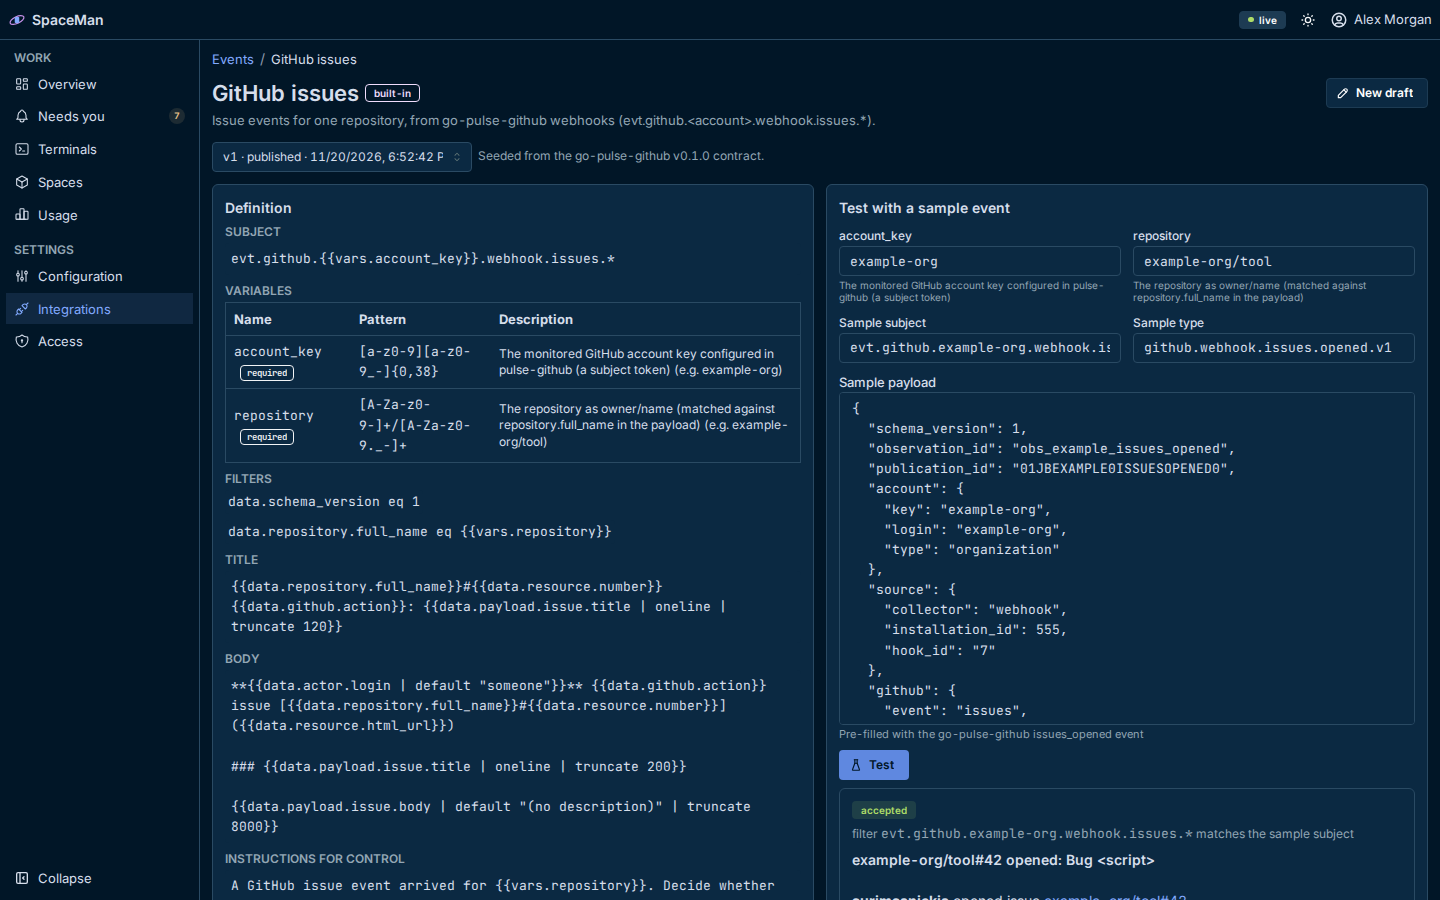 SpaceMan
live
Alex Morgan
WORK
Overview
Needs you
7
Terminals
Spaces
Usage
SETTINGS
Configuration
Integrations
Access
Collapse
Events / GitHub issues
GitHub issues
built-in
New draft
Issue events for one repository, from go-pulse-github webhooks (evt.github.<account>.webhook.issues.*).
v1 · published · 11/20/2026, 6:52:42 P
Seeded from the go-pulse-github v0.1.0 contract.
Definition
SUBJECT
evt.github.{{vars.account_key}}.webhook.issues.*
VARIABLES
Name
Pattern
Description
account_key
required
[a-z0-9][a-z0-
9_-]{0,38}
The monitored GitHub account key configured in
pulse-github (a subject token) (e.g. example-org)
repository
required
[A-Za-z0-
9-]+/[A-Za-z0-
9._-]+
The repository as owner/name (matched against
repository.full_name in the payload) (e.g. example-
org/tool)
FILTERS
data.schema_version eq 1
data.repository.full_name eq {{vars.repository}}
TITLE
{{data.repository.full_name}}#{{data.resource.number}}
{{data.github.action}}: {{data.payload.issue.title | oneline |
truncate 120}}
BODY
**{{data.actor.login | default "someone"}}** {{data.github.action}}
issue [{{data.repository.full_name}}#{{data.resource.number}}]
({{data.resource.html_url}})
### {{data.payload.issue.title | oneline | truncate 200}}
{{data.payload.issue.body | default "(no description)" | truncate
8000}}
INSTRUCTIONS FOR CONTROL
A GitHub issue event arrived for {{vars.repository}}. Decide whether
Test with a sample event
account_key
example-org
The monitored GitHub account key configured in pulse-
github (a subject token)
repository
example-org/tool
The repository as owner/name (matched against
repository.full_name in the payload)
Sample subject
evt.github.example-org.webhook.is
Sample type
github.webhook.issues.opened.v1
Sample payload
{
"schema_version": 1,
"observation_id": "obs_example_issues_opened",
"publication_id": "01JBEXAMPLE0ISSUESOPENED0",
"account": {
"key": "example-org",
"login": "example-org",
"type": "organization"
},
"source": {
"collector": "webhook",
"installation_id": 555,
"hook_id": "7"
},
"github": {
"event": "issues",
Pre-filled with the go-pulse-github issues_opened event
Test
accepted
filter evt.github.example-org.webhook.issues.* matches the sample subject
example-org/tool#42 opened: Bug <script>
opened issue example-org/tool#42